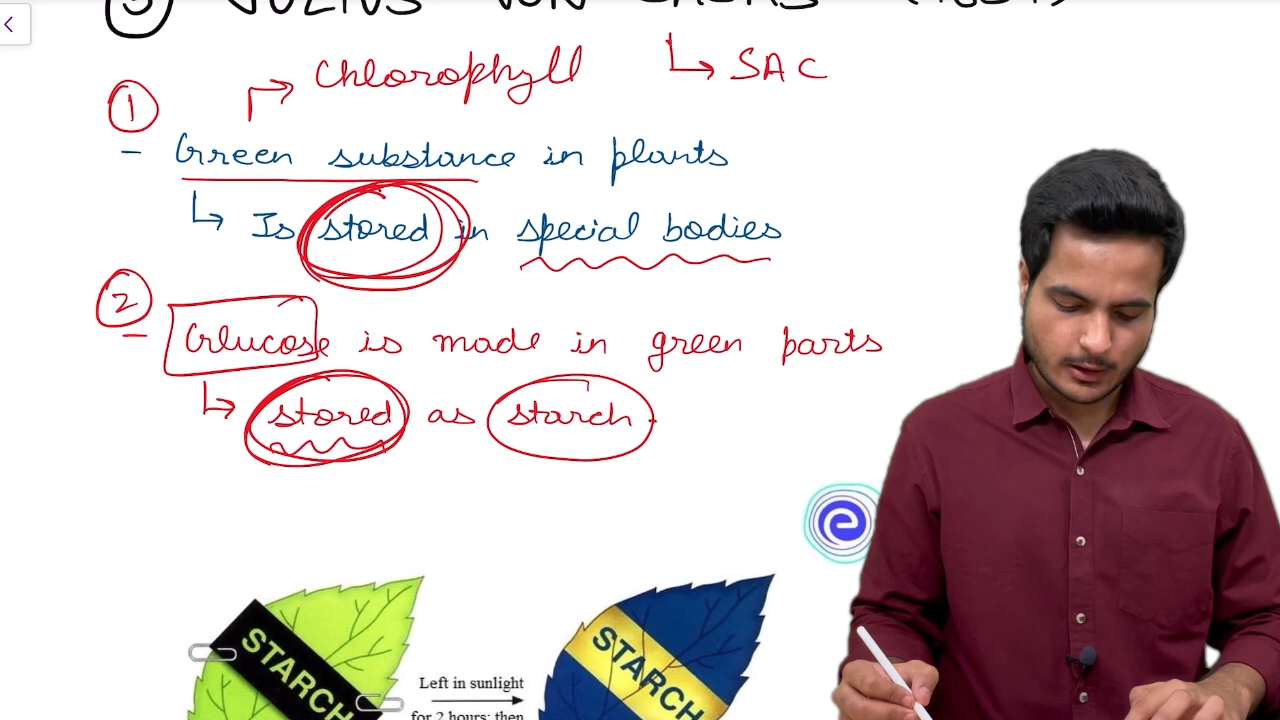 Chlorophyll
↳ SAC
①
- Green substance in plants
↳ Is stored in special bodies
②
- Glucose is made in green parts
↳ stored as starch.
e
STARCH
Left in sunlight
for 2 hours; then
STARCH